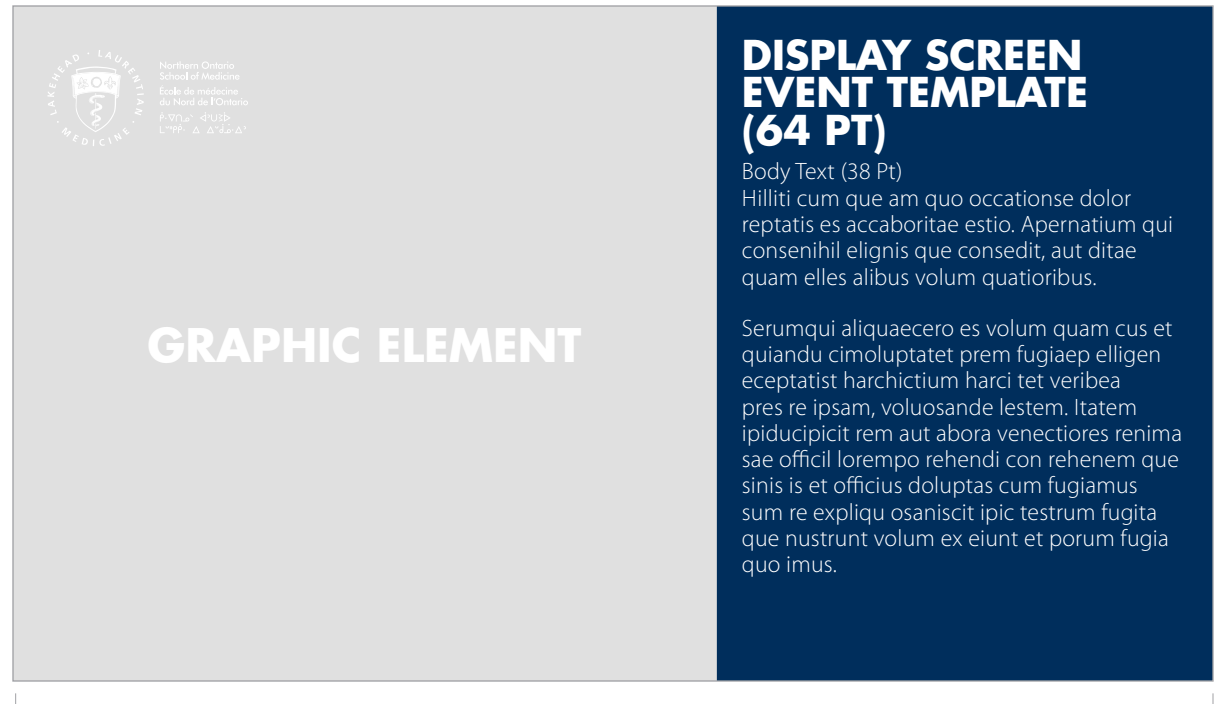 LAKEHEAD · LAURENTIAN · MEDICINE ·
Northern Ontario
School of Medicine
École de médecine
du Nord de l'Ontario
GRAPHIC ELEMENT
DISPLAY SCREEN
EVENT TEMPLATE
(64 PT)
Body Text (38 Pt)
Hilliti cum que am quo occationse dolor
reptatis es accaboritae estio. Apernatium qui
consenihil elignis que consedit, aut ditae
quam elles alibus volum quatioribus.
Serumqui aliquaecero es volum quam cus et
quiandu cimoluptatet prem fugiaep elligen
eceptatist harchictium harci tet veribea
pres re ipsam, voluosande lestem. Itatem
ipiducipicit rem aut abora venectiores renima
sae officil lorempo rehendi con rehenem que
sinis is et officius doluptas cum fugiamus
sum re expliqu osaniscit ipic testrum fugita
que nustrunt volum ex eiunt et porum fugia
quo imus.